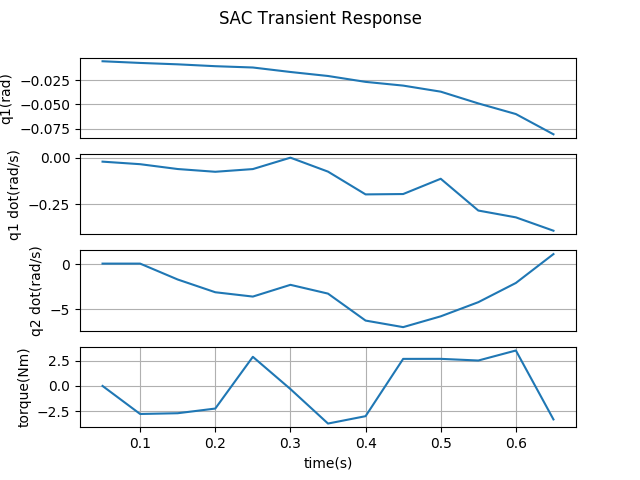 SAC Transient Response
q1(rad)
−0.025
−0.050
−0.075
q1 dot(rad/s)
0.00
−0.25
q2 dot(rad/s)
0
−5
torque(Nm)
2.5
0.0
−2.5
0.1 0.2 0.3 0.4 0.5 0.6
time(s)